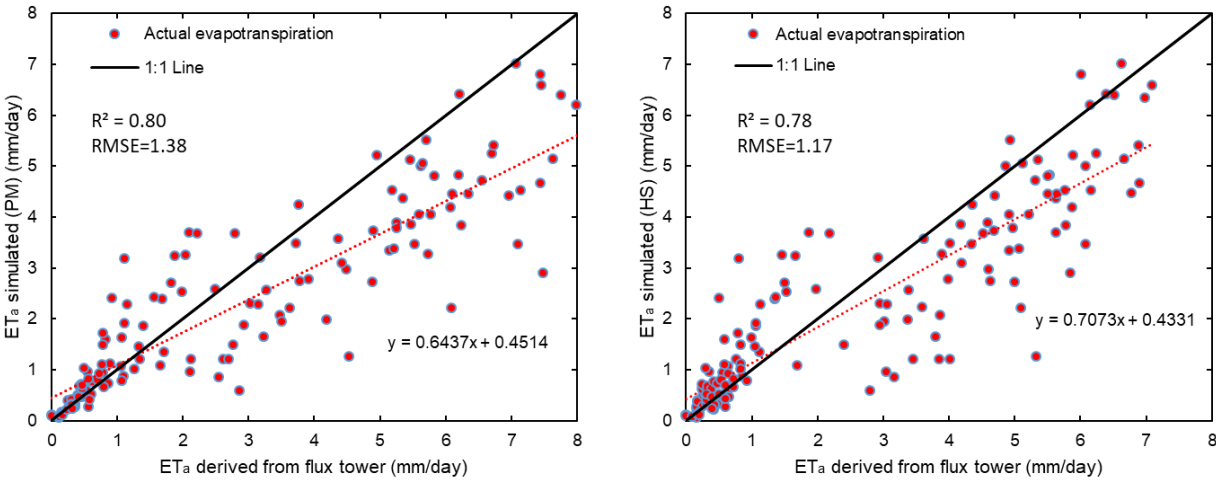 Actual evapotranspiration
1:1 Line
R² = 0.80
RMSE=1.38
y = 0.6437x + 0.4514
ETa simulated (PM) (mm/day)
8
7
6
5
4
3
2
1
0
0 1 2 3 4 5 6 7 8
ETa derived from flux tower (mm/day)
Actual evapotranspiration
1:1 Line
R² = 0.78
RMSE=1.17
y = 0.7073x + 0.4331
ETa simulated (HS) (mm/day)
8
7
6
5
4
3
2
1
0
0 1 2 3 4 5 6 7 8
ETa derived from flux tower (mm/day)